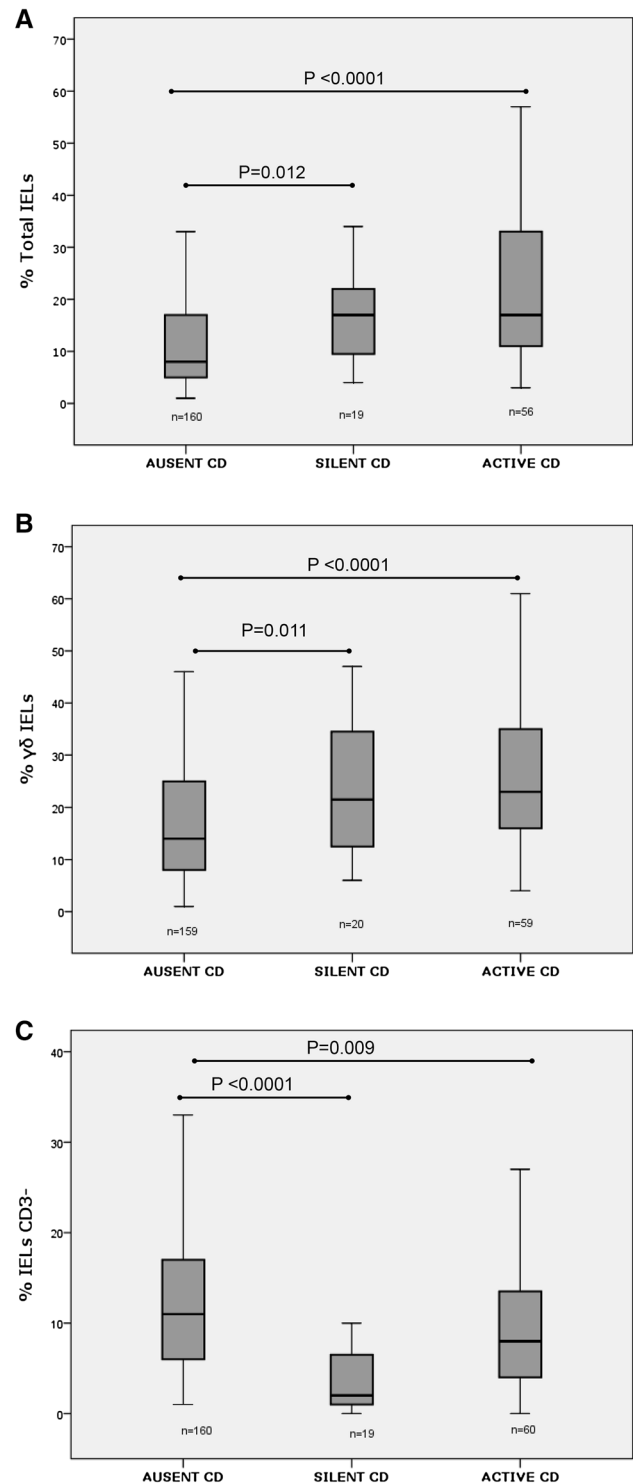 A
70
P <0.0001
60
50
P=0.012
40
% Total IELs
30
20
10
0
n=160 n=19 n=56
AUSENT CD SILENT CD ACTIVE CD
B
70
P <0.0001
60
P=0.011
50
40
% γδ IELs
30
20
10
0
n=159 n=20 n=59
AUSENT CD SILENT CD ACTIVE CD
C
40
P=0.009
P <0.0001
30
% IELs CD3-
20
10
0
n=160 n=19 n=60
AUSENT CD SILENT CD ACTIVE CD